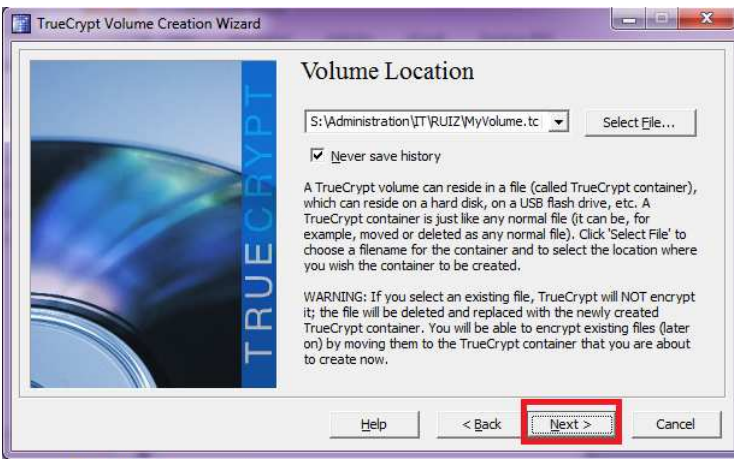 TrueCrypt Volume Creation Wizard
Volume Location
S:\Administration\IT\RUIZ\MyVolume.tc
Select File...
Never save history
A TrueCrypt volume can reside in a file (called TrueCrypt container),
which can reside on a hard disk, on a USB flash drive, etc. A
TrueCrypt container is just like any normal file (it can be, for
example, moved or deleted as any normal file). Click 'Select File' to
choose a filename for the container and to select the location where
you wish the container to be created.
WARNING: If you select an existing file, TrueCrypt will NOT encrypt
it; the file will be deleted and replaced with the newly created
TrueCrypt container. You will be able to encrypt existing files (later
on) by moving them to the TrueCrypt container that you are about
to create now.
TRUECRYPT
Help
< Back
Next >
Cancel